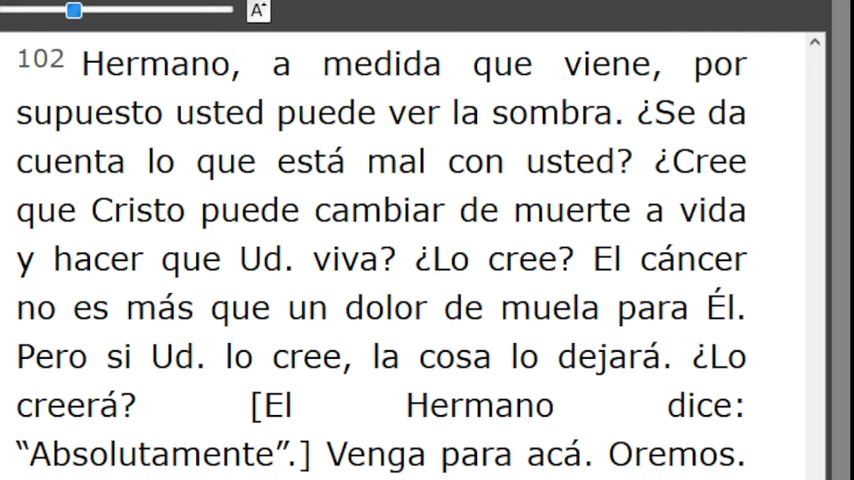 A
102 Hermano, a medida que viene, por
supuesto usted puede ver la sombra. ¿Se da
cuenta lo que está mal con usted? ¿Cree
que Cristo puede cambiar de muerte a vida
y hacer que Ud. viva? ¿Lo cree? El cáncer
no es más que un dolor de muela para Él.
Pero si Ud. lo cree, la cosa lo dejará. ¿Lo
creerá? [El Hermano dice:
“Absolutamente”.] Venga para acá. Oremos.